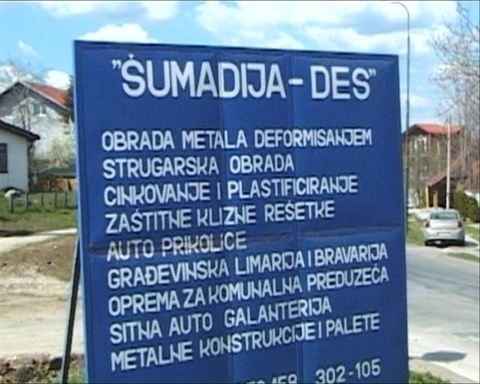 "ŠUMADIJA - DES"
OBRADA METALA DEFORMISANJEM
STRUGARSKA OBRADA
CINKOVANJE I PLASTIFICIRANJE
ZAŠTITNE KLIZNE REŠETKE
AUTO PRIKOLICE
GRAĐEVINSKA LIMARIJA I BRAVARIJA
OPREMA ZA KOMUNALNA PREDUZEĆA
SITNA AUTO GALANTERIJA
METALNE KONSTRUKCIJE I PALETE
302-105